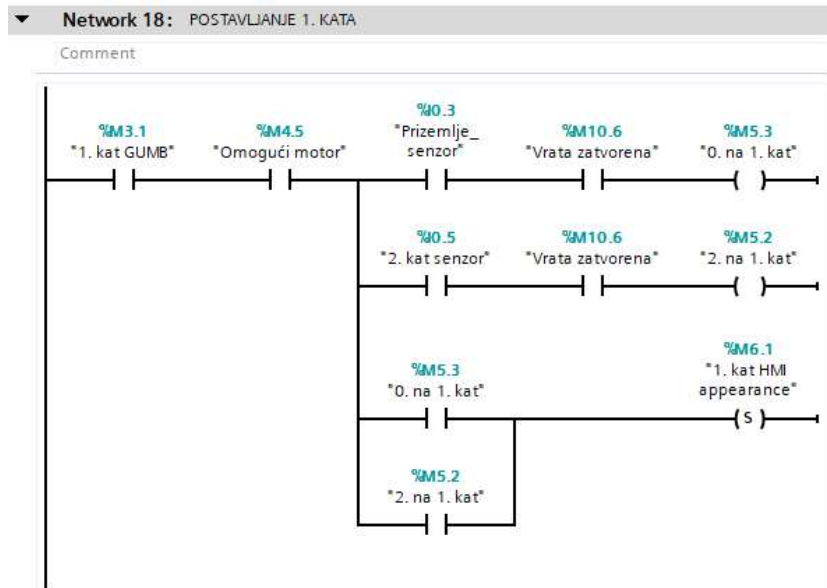 Network 18: POSTAVLJANJE 1. KATA
Comment
%M3.1
"1. kat GUMB"
%M4.5
"Omogući motor"
%I0.3
"Prizemlje_
senzor"
%M10.6
"Vrata zatvorena"
%M5.3
"0. na 1. kat"
%I0.5
"2. kat senzor"
%M10.6
"Vrata zatvorena"
%M5.2
"2. na 1. kat"
%M5.3
"0. na 1. kat"
%M6.1
"1. kat HMI
appearance"
S
%M5.2
"2. na 1. kat"